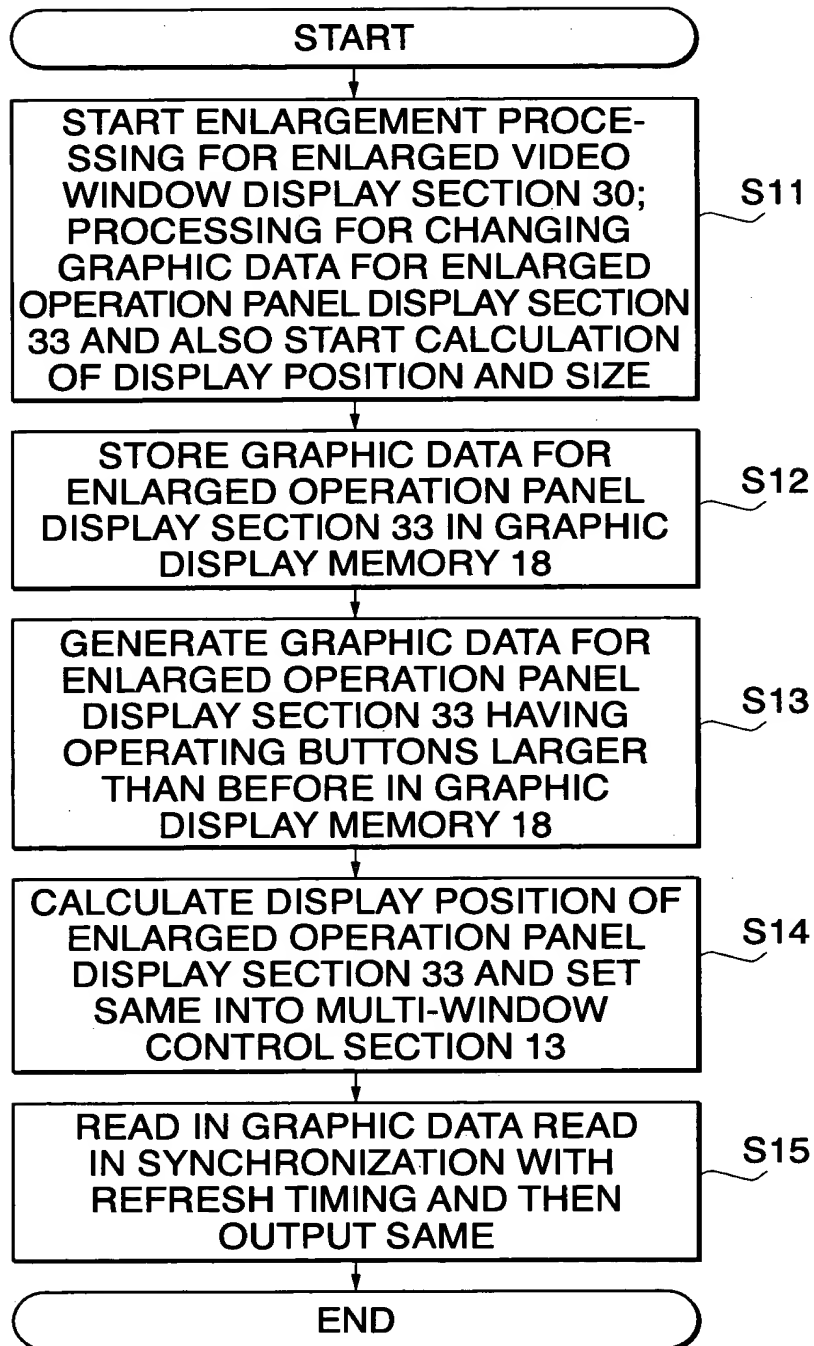 START
START ENLARGEMENT PROCE-
SSING FOR ENLARGED VIDEO
WINDOW DISPLAY SECTION 30;
PROCESSING FOR CHANGING
GRAPHIC DATA FOR ENLARGED
OPERATION PANEL DISPLAY SECTION
33 AND ALSO START CALCULATION
OF DISPLAY POSITION AND SIZE
S11
STORE GRAPHIC DATA FOR
ENLARGED OPERATION PANEL
DISPLAY SECTION 33 IN GRAPHIC
DISPLAY MEMORY 18
S12
GENERATE GRAPHIC DATA FOR
ENLARGED OPERATION PANEL
DISPLAY SECTION 33 HAVING
OPERATING BUTTONS LARGER
THAN BEFORE IN GRAPHIC
DISPLAY MEMORY 18
S13
CALCULATE DISPLAY POSITION OF
ENLARGED OPERATION PANEL
DISPLAY SECTION 33 AND SET
SAME INTO MULTI-WINDOW
CONTROL SECTION 13
S14
READ IN GRAPHIC DATA READ
IN SYNCHRONIZATION WITH
REFRESH TIMING AND THEN
OUTPUT SAME
S15
END